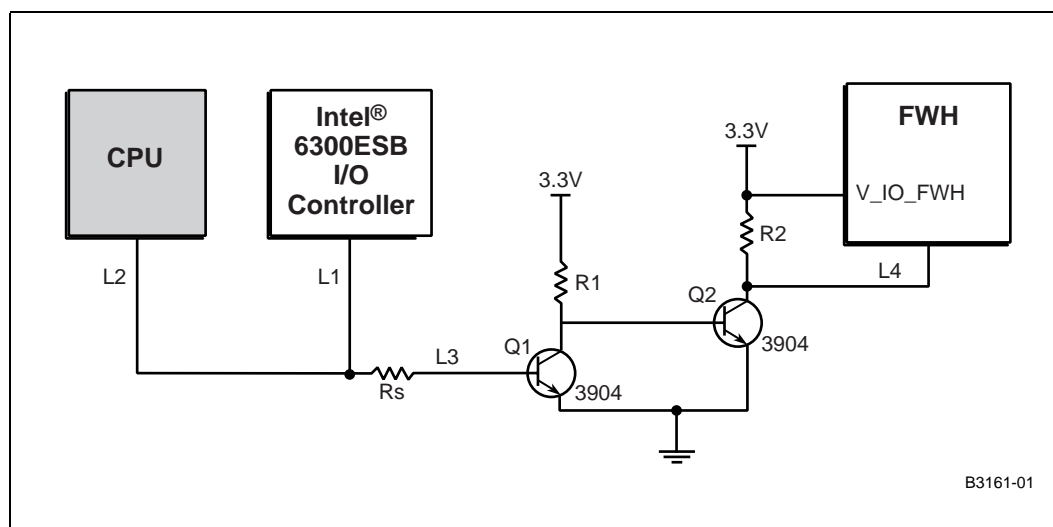 CPU
Intel®
6300ESB
I/O
Controller
FWH
3.3V
3.3V
V_IO_FWH
R2
L2
L1
L4
R1
Q2
3904
Q1
L3
Rs
3904
B3161-01